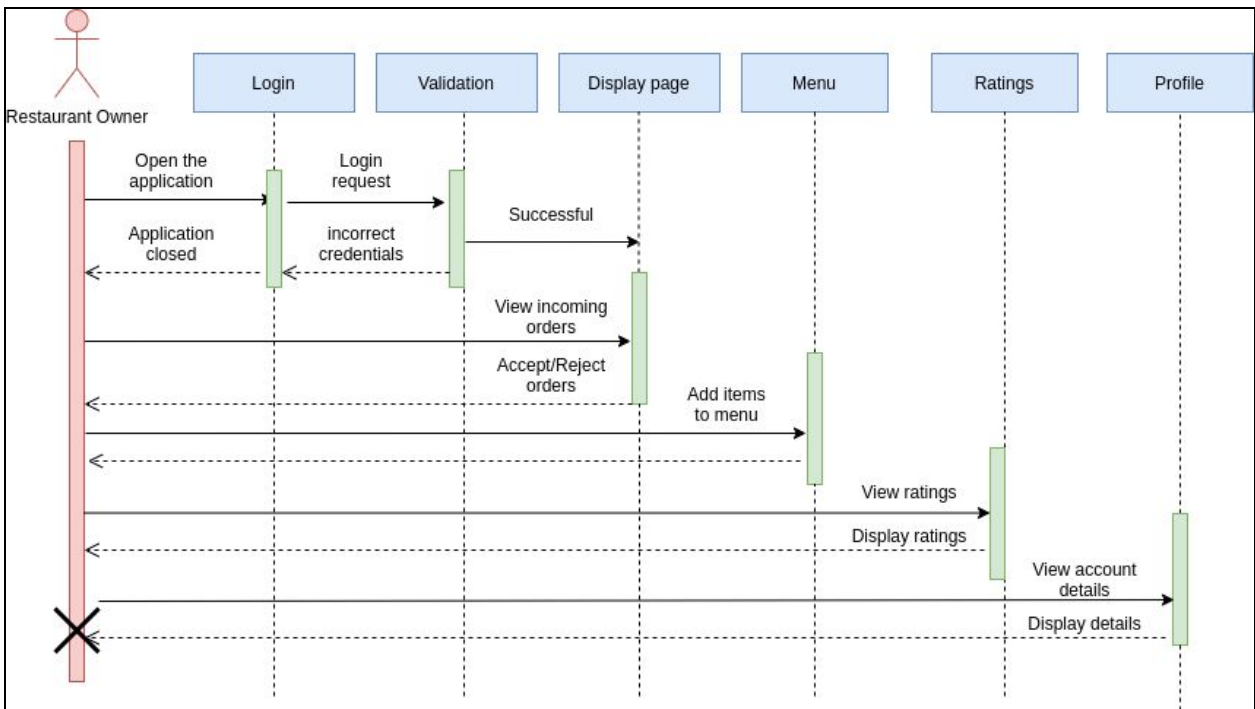 Restaurant Owner
Login
Validation
Display page
Menu
Ratings
Profile
Open the
application
Login
request
Successful
Application
closed
incorrect
credentials
View incoming
orders
Accept/Reject
orders
Add items
to menu
View ratings
Display ratings
View account
details
Display details